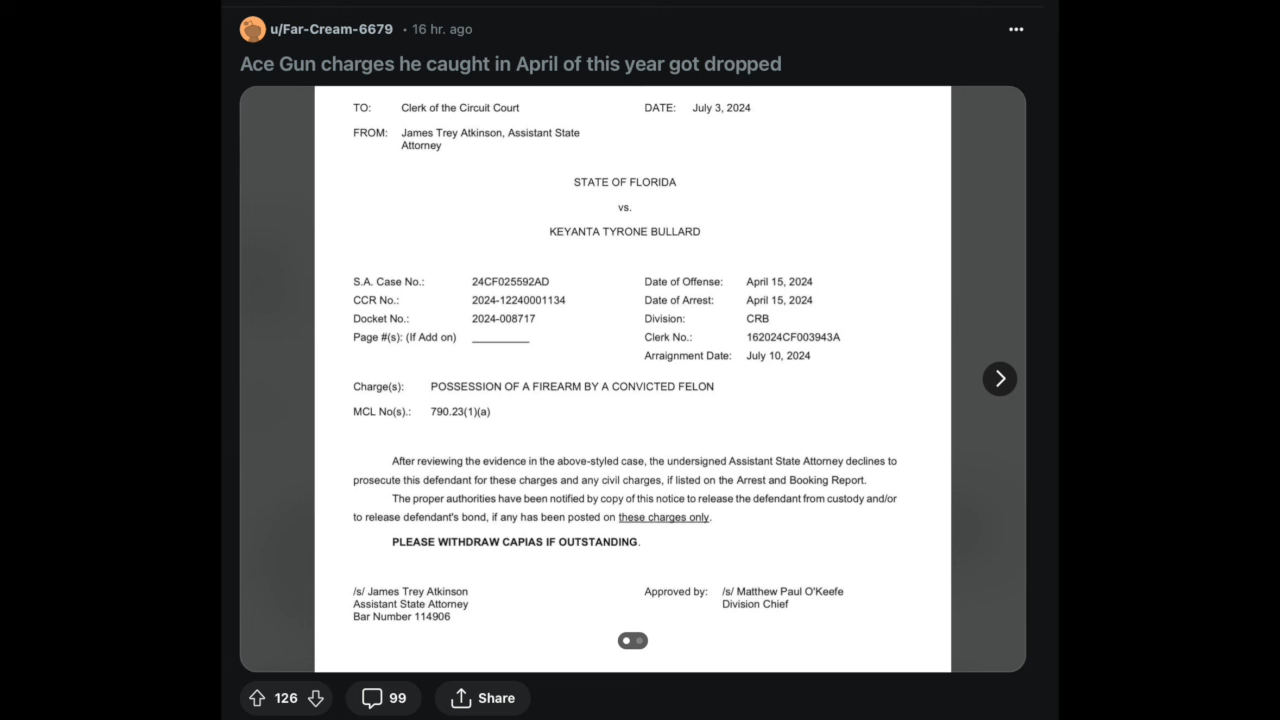 u/Far-Cream-6679 • 16 hr. ago
Ace Gun charges he caught in April of this year got dropped
TO: Clerk of the Circuit Court DATE: July 3, 2024
FROM: James Trey Atkinson, Assistant State
Attorney
STATE OF FLORIDA
vs.
KEYANTA TYRONE BULLARD
S.A. Case No.: 24CF025592AD Date of Offense: April 15, 2024
CCR No.: 2024-12240001134 Date of Arrest: April 15, 2024
Docket No.: 2024-008717 Division: CRB
Page #(s): (If Add on) Clerk No.: 162024CF003943A
Arraignment Date: July 10, 2024
Charge(s): POSSESSION OF A FIREARM BY A CONVICTED FELON
MCL No(s).: 790.23(1)(a)
After reviewing the evidence in the above-styled case, the undersigned Assistant State Attorney declines to
prosecute this defendant for these charges and any civil charges, if listed on the Arrest and Booking Report.
The proper authorities have been notified by copy of this notice to release the defendant from custody and/or
to release defendant's bond, if any has been posted on these charges only.
PLEASE WITHDRAW CAPIAS IF OUTSTANDING.
/s/ James Trey Atkinson Approved by: /s/ Matthew Paul O'Keefe
Assistant State Attorney Division Chief
Bar Number 114906
126 99 Share